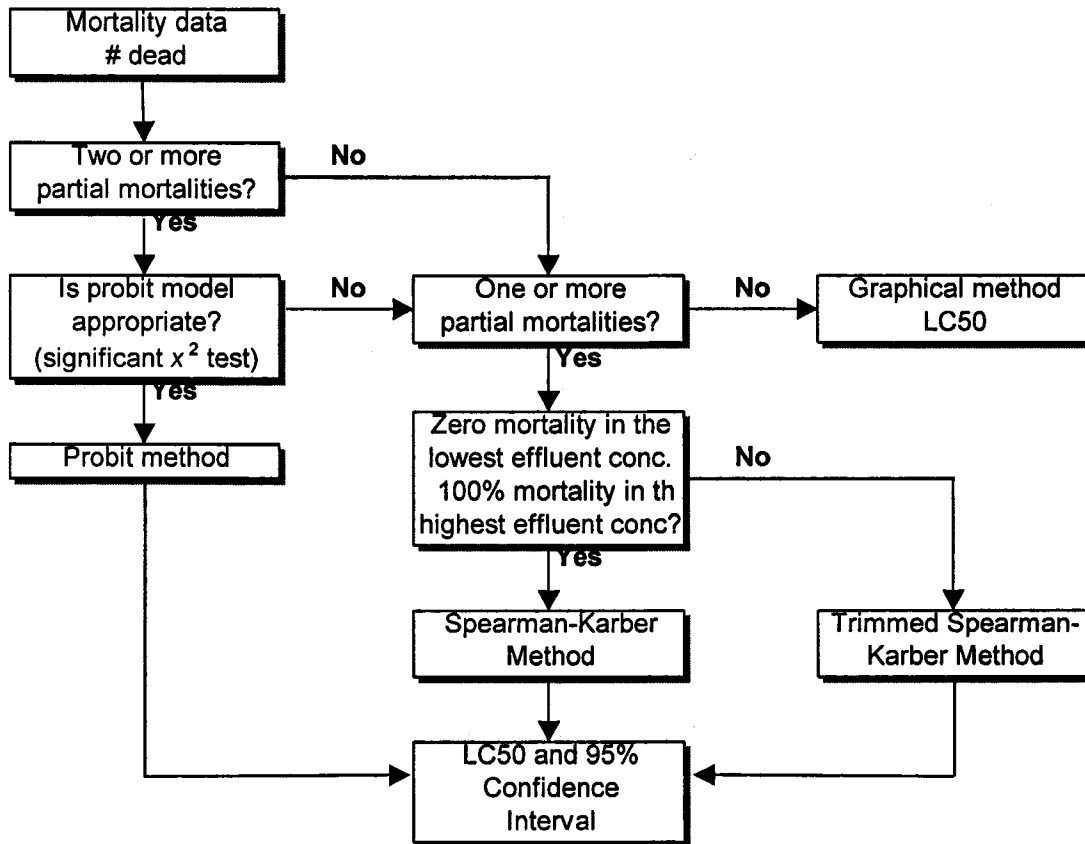 Mortality data
# dead
Two or more
partial mortalities?
No
Yes
Is probit model
appropriate?
(significant x² test)
No
One or more
partial mortalities?
No
Graphical method
LC50
Yes
Yes
Probit method
Zero mortality in the
lowest effluent conc.
100% mortality in th
highest effluent conc?
No
Yes
Spearman-Karber
Method
Trimmed Spearman-
Karber Method
LC50 and 95%
Confidence
Interval